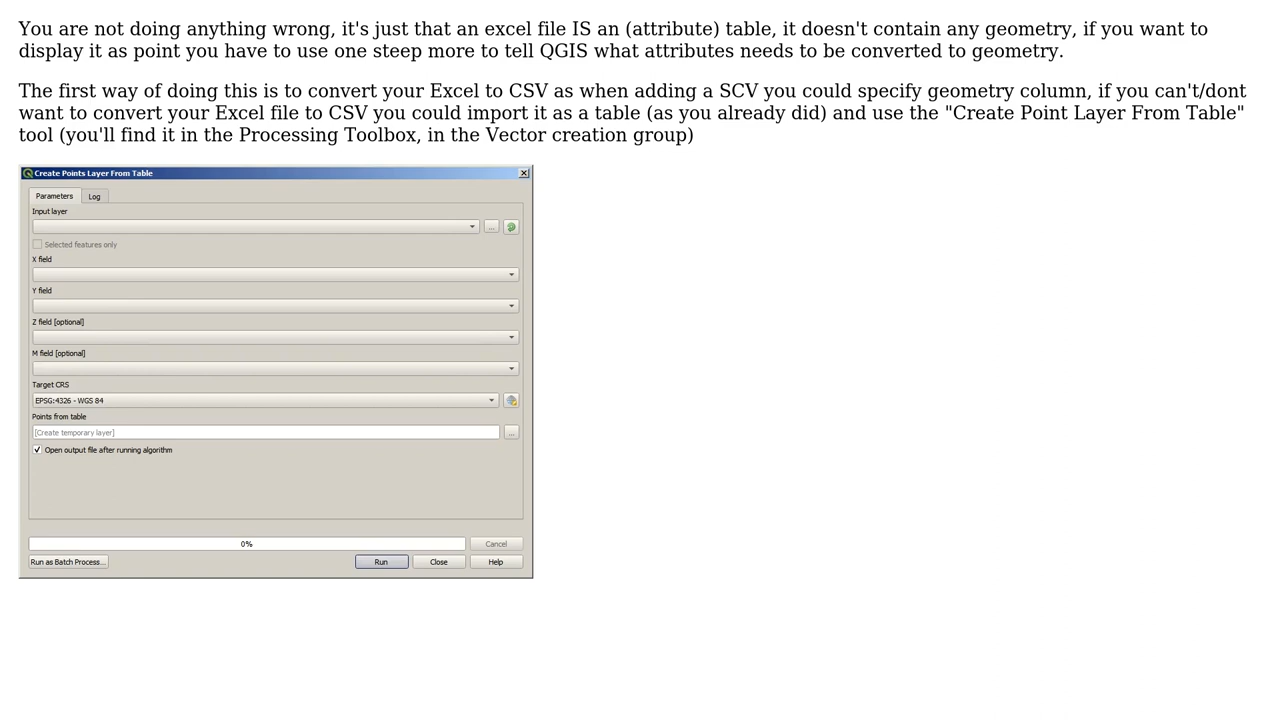 You are not doing anything wrong, it's just that an excel file IS an (attribute) table, it doesn't contain any geometry, if you want to
display it as point you have to use one steep more to tell QGIS what attributes needs to be converted to geometry.
The first way of doing this is to convert your Excel to CSV as when adding a SCV you could specify geometry column, if you can't/dont
want to convert your Excel file to CSV you could import it as a table (as you already did) and use the "Create Point Layer From Table"
tool (you'll find it in the Processing Toolbox, in the Vector creation group)
Create Points Layer From Table
Parameters Log
Input layer
...
Selected features only
X field
Y field
Z field [optional]
M field [optional]
Target CRS
EPSG:4326 - WGS 84
Points from table
[Create temporary layer] ...
Open output file after running algorithm
0% Cancel
Run as Batch Process... Run Close Help